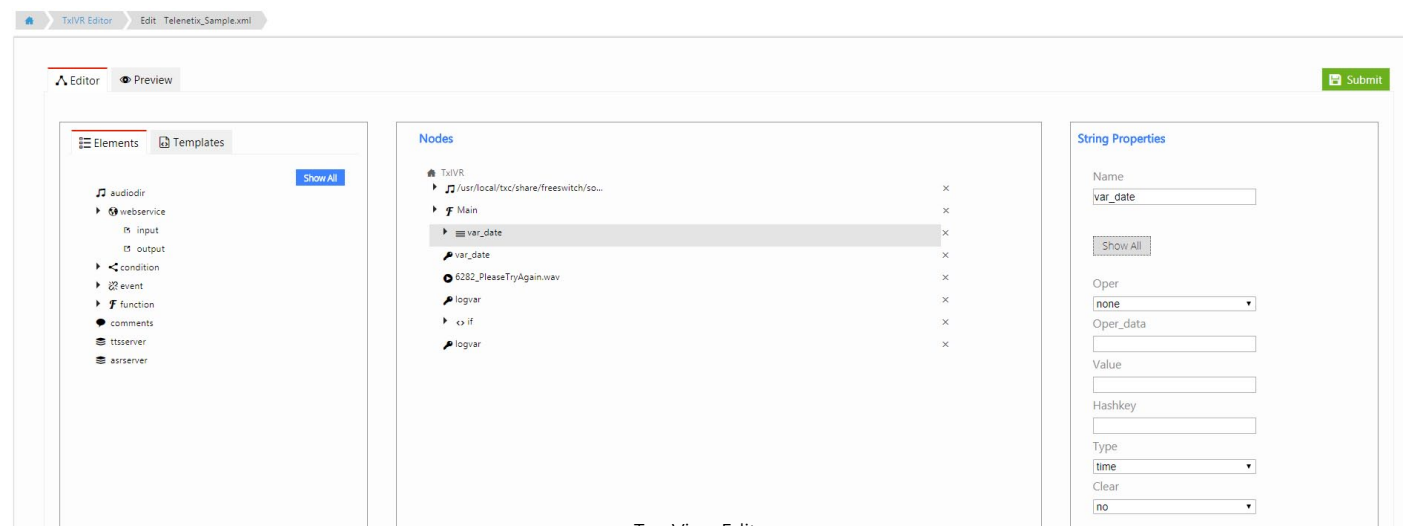 TxIVR Editor Edit Telenetix_Sample.xml
Editor Preview Submit
Elements Templates
Show All
audiodir
webservice
input
output
condition
event
function
comments
ttsserver
asrserver
Nodes
TxIVR
/usr/local/txc/share/freeswitch/so...
Main
var_date
var_date
6282_PleaseTryAgain.wav
logvar
if
logvar
String Properties
Name
var_date
Show All
Oper
none
Oper_data
Value
Hashkey
Type
time
Clear
no